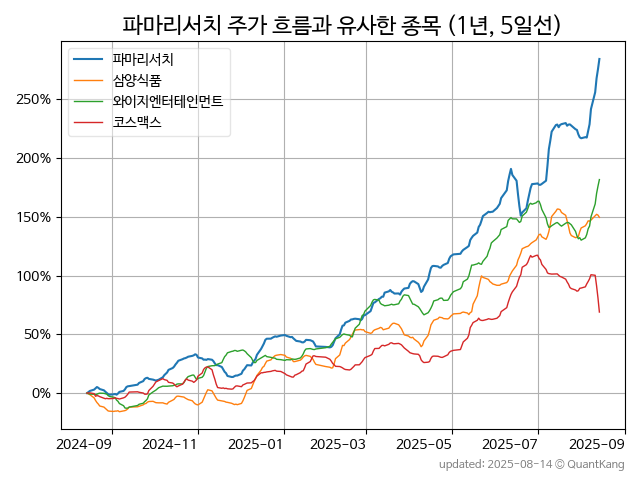 파마리서치 주가 흐름과 유사한 종목 (1년, 5일선)
파마리서치
삼양식품
와이지엔터테인먼트
코스맥스
250%
200%
150%
100%
50%
0%
2024-09 2024-11 2025-01 2025-03 2025-05 2025-07 2025-09
updated: 2025-08-14 © QuantKang